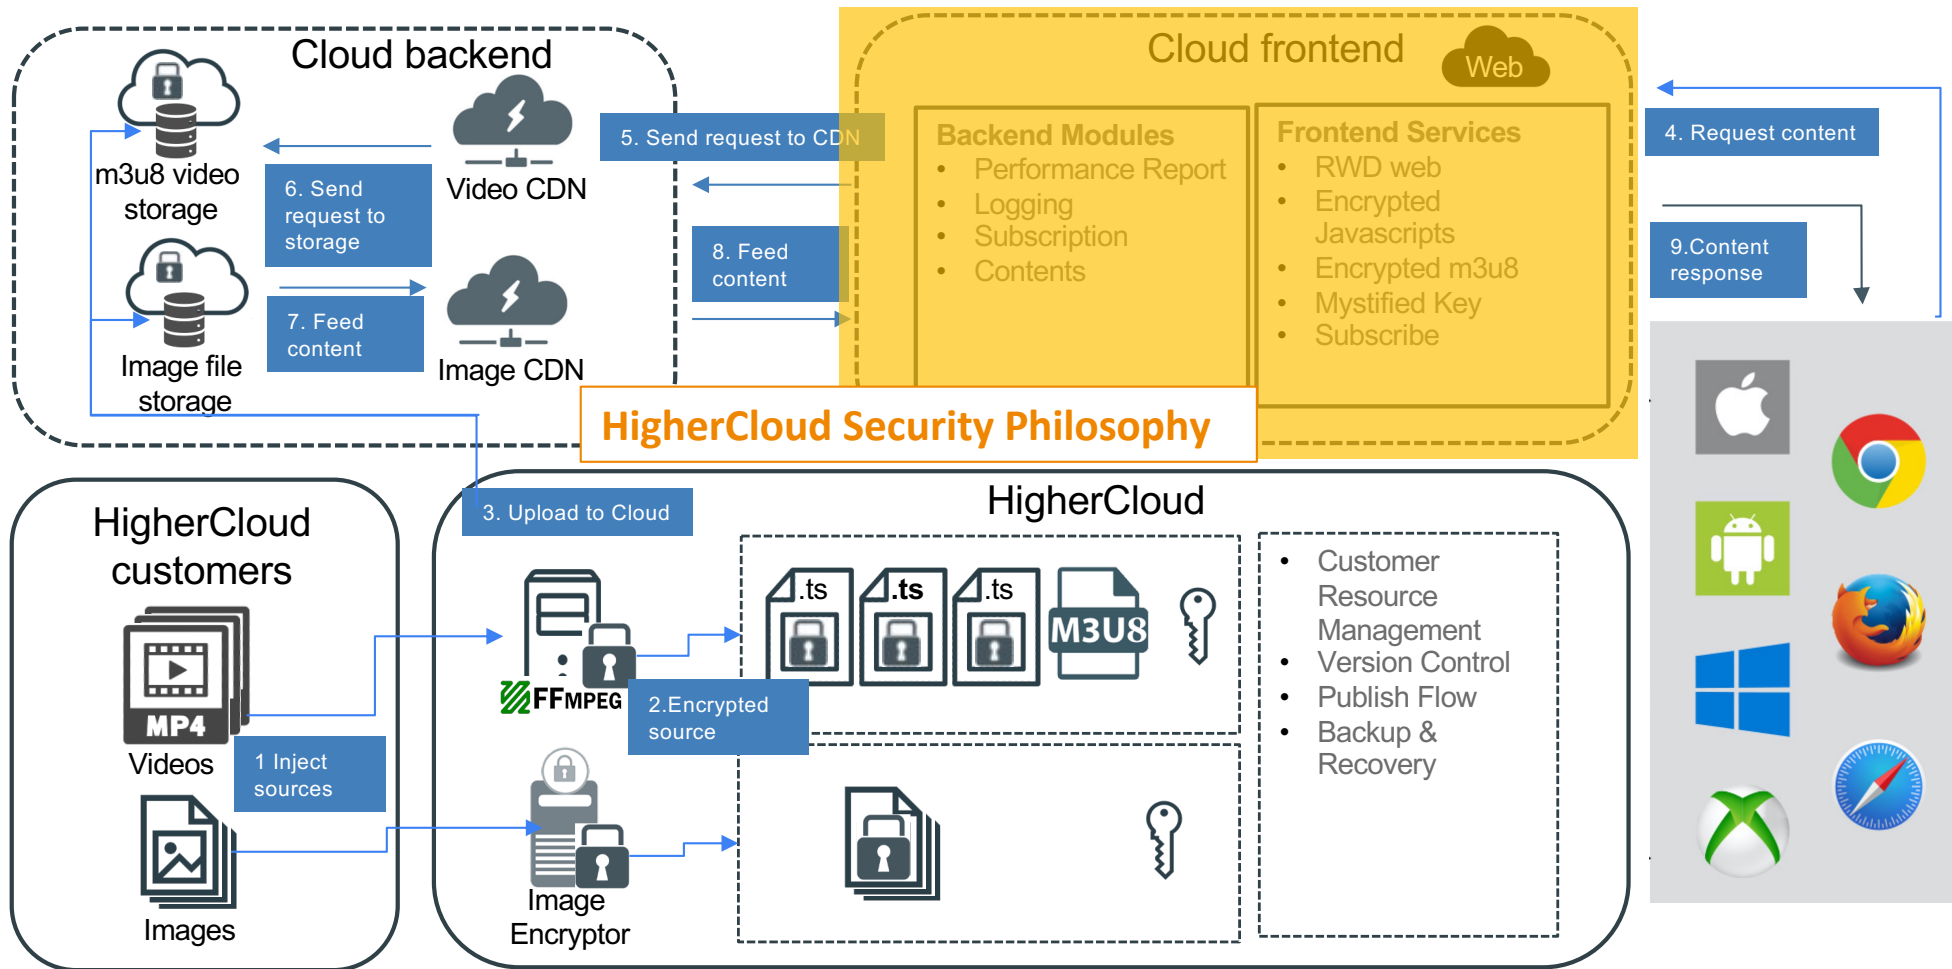 Cloud backend
m3u8 video
storage
Video CDN
6. Send
request to
storage
Image file
storage
7. Feed
content
Image CDN
5. Send request to CDN
8. Feed
content
Cloud frontend
Web
Backend Modules
• Performance Report
• Logging
• Subscription
• Contents
Frontend Services
• RWD web
• Encrypted
Javascripts
• Encrypted m3u8
• Mystified Key
• Subscribe
4. Request content
9.Content
response
HigherCloud Security Philosophy
HigherCloud
customers
MP4
Videos
1 Inject
sources
Images
HigherCloud
3. Upload to Cloud
FFMPEG
2.Encrypted
source
Image
Encryptor
.ts
.ts
.ts
M3U8
• Customer
Resource
Management
• Version Control
• Publish Flow
• Backup &
Recovery